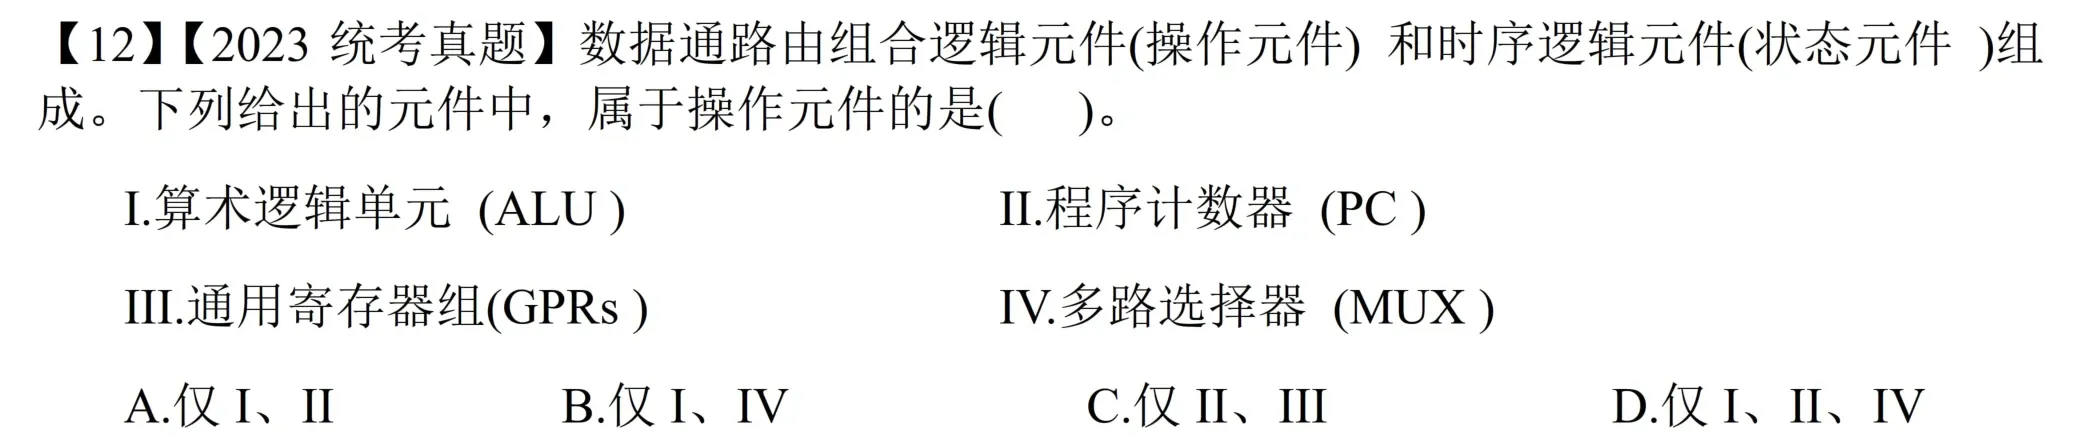 【12】【2023 统考真题】数据通路由组合逻辑元件(操作元件) 和时序逻辑元件(状态元件 )组
成。下列给出的元件中，属于操作元件的是(    )。
I.算术逻辑单元 (ALU ) II.程序计数器 (PC )
III.通用寄存器组(GPRs ) IV.多路选择器 (MUX )
A.仅 I、II B.仅 I、IV C.仅 II、III D.仅 I、II、IV